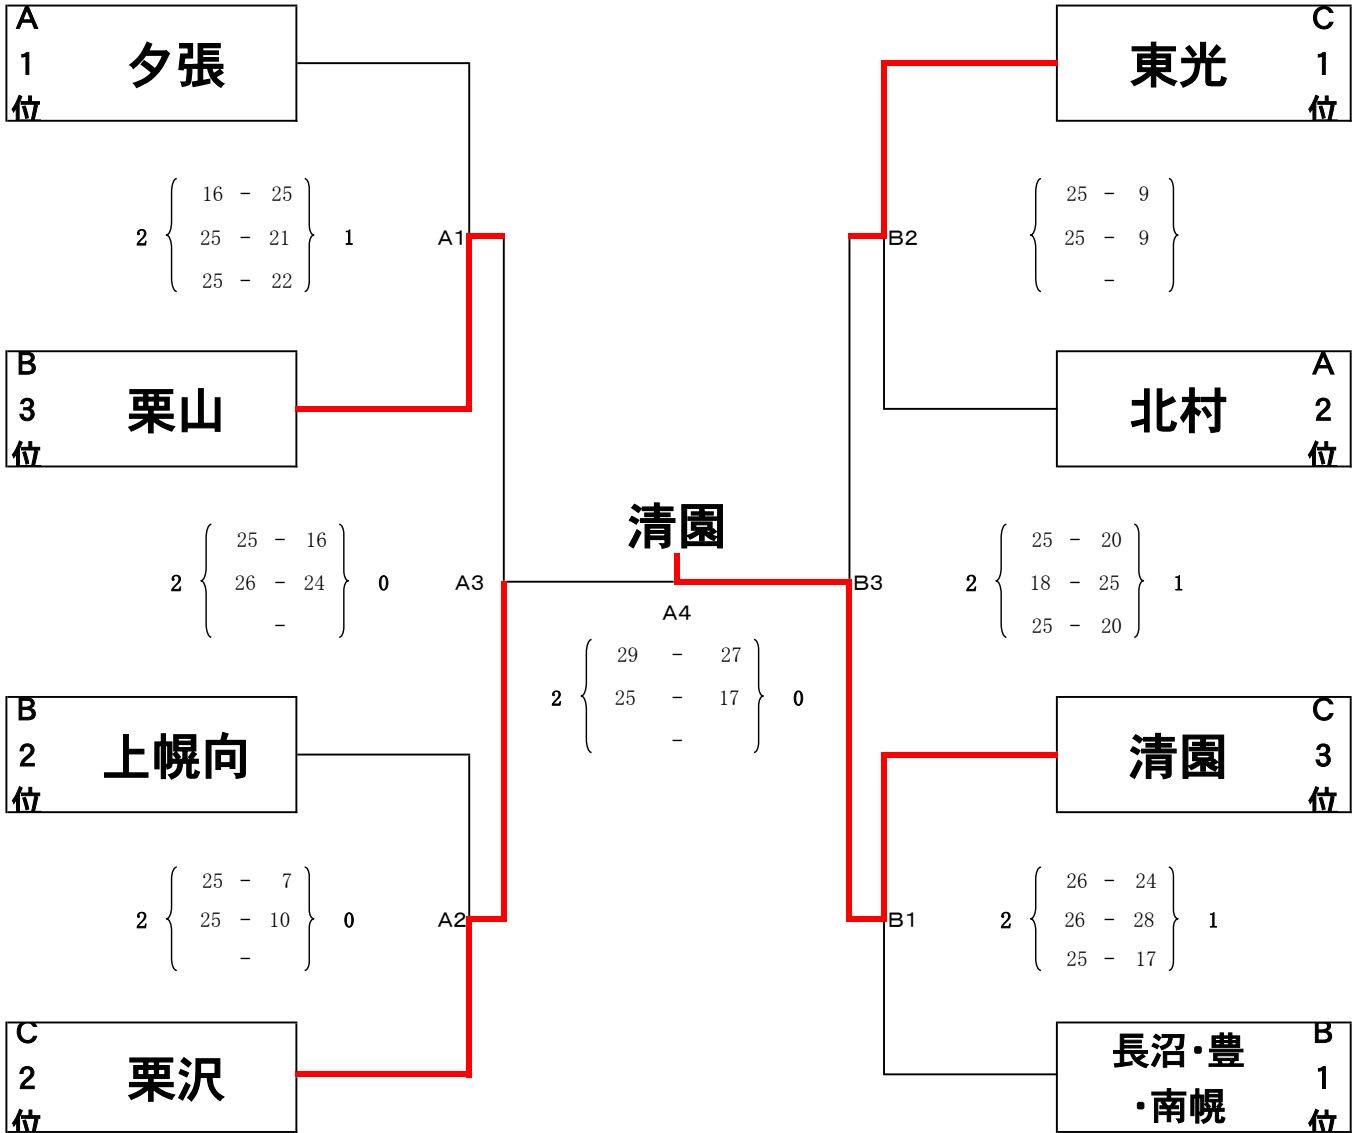 A
1
位
夕張
2
16 - 25
25 - 21
25 - 22
1
A1
B
3
位
栗山
2
25 - 16
26 - 24
-
0
A3
B
2
位
上幌向
2
25 - 7
25 - 10
-
0
A2
C
2
位
栗沢
清園
A4
2
29 - 27
25 - 17
-
0
C
1
位
東光
B2
25 - 9
25 - 9
-
A
2
位
北村
B3
2
25 - 20
18 - 25
25 - 20
1
C
3
位
清園
B1
2
26 - 24
26 - 28
25 - 17
1
B
1
位
長沼・豊
・南幌